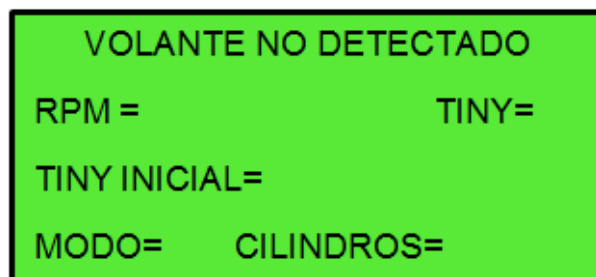 VOLANTE NO DETECTADO
RPM = TINY=
TINY INICIAL=
MODO= CILINDROS=